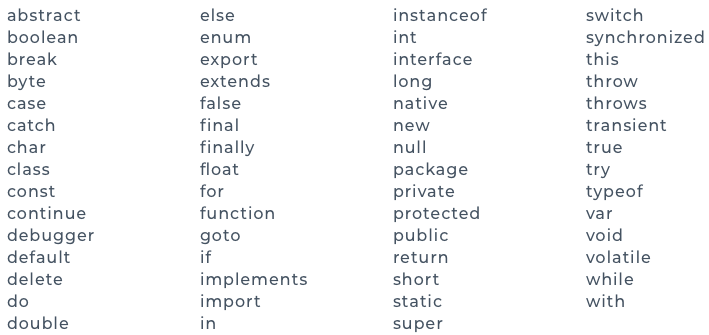 abstract
boolean
break
byte
case
catch
char
class
const
continue
debugger
default
delete
do
double
else
enum
export
extends
false
final
finally
float
for
function
goto
if
implements
import
in
instanceof
int
interface
long
native
new
null
package
private
protected
public
return
short
static
super
switch
synchronized
this
throw
throws
transient
true
try
typeof
var
void
volatile
while
with